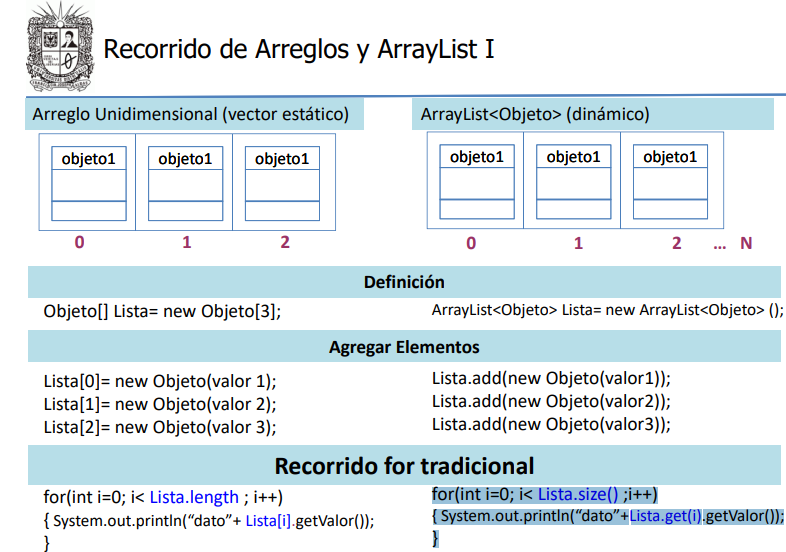 Recorrido de Arreglos y ArrayList I
Arreglo Unidimensional (vector estático)
objeto1 objeto1 objeto1
0 1 2
ArrayList<Objeto> (dinámico)
objeto1 objeto1 objeto1
0 1 2 ... N
Definición
Objeto[] Lista= new Objeto[3];
ArrayList<Objeto> Lista= new ArrayList<Objeto> ();
Agregar Elementos
Lista[0]= new Objeto(valor 1);
Lista[1]= new Objeto(valor 2);
Lista[2]= new Objeto(valor 3);
Lista.add(new Objeto(valor1));
Lista.add(new Objeto(valor2));
Lista.add(new Objeto(valor3));
Recorrido for tradicional
for(int i=0; i< Lista.length ; i++)
{ System.out.println(“dato”+ Lista[i].getValor());
}
for(int i=0; i< Lista.size() ;i++)
{ System.out.println(“dato”+Lista.get(i).getValor());
}